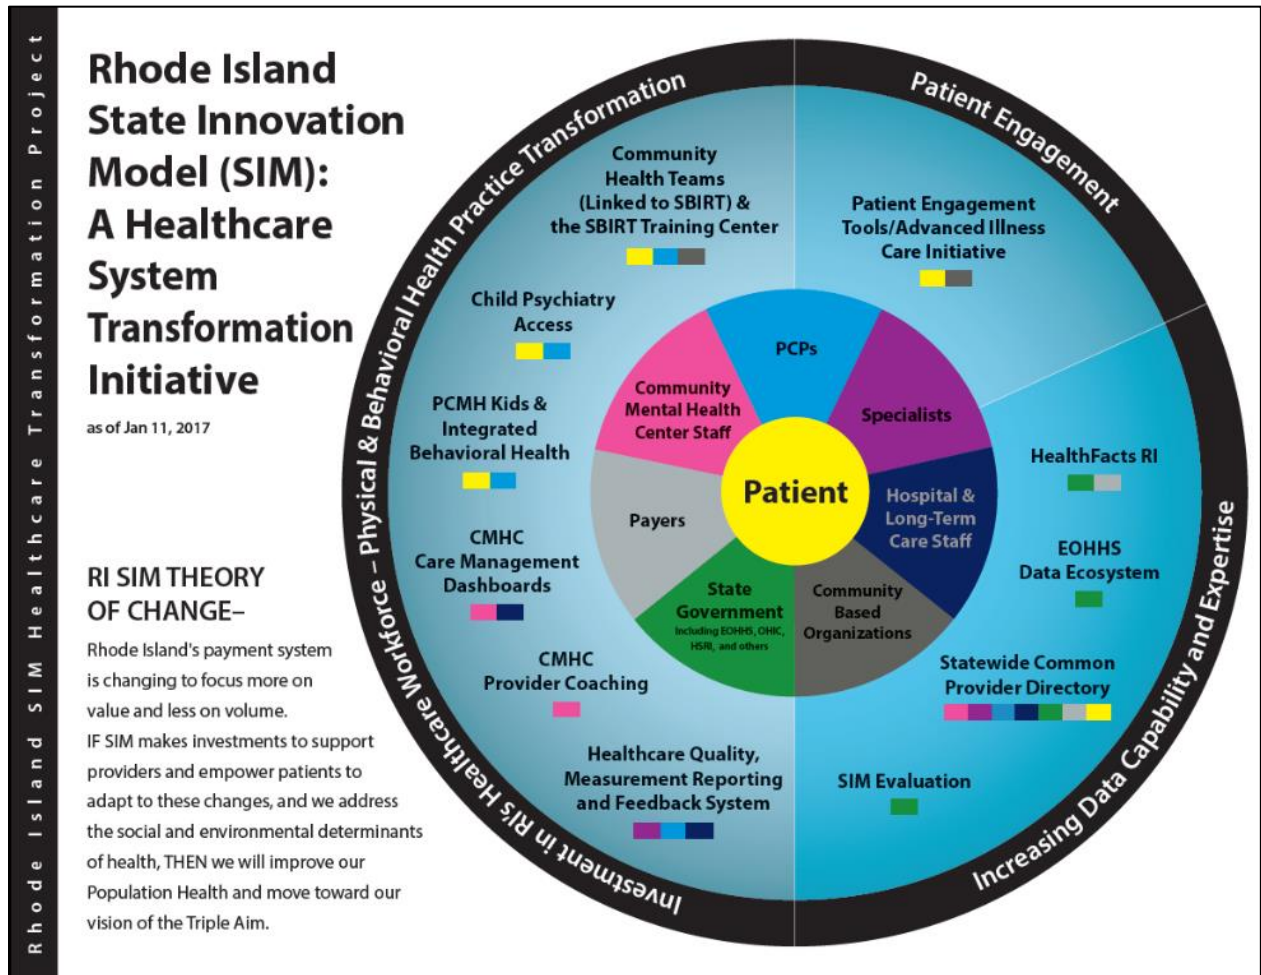 Rhode Island SIM Healthcare Transformation Project
Rhode Island
State Innovation
Model (SIM):
A Healthcare
System
Transformation
Initiative
as of Jan 11, 2017
RI SIM THEORY
OF CHANGE–
Rhode Island's payment system
is changing to focus more on
value and less on volume.
IF SIM makes investments to support
providers and empower patients to
adapt to these changes, and we address
the social and environmental determinants
of health, THEN we will improve our
Population Health and move toward our
vision of the Triple Aim.
Investment in RI's Healthcare Workforce – Physical & Behavioral Health Practice Transformation
Community
Health Teams
(Linked to SBIRT) &
the SBIRT Training Center
Child Psychiatry
Access
PCMH Kids &
Integrated
Behavioral Health
CMHC
Care Management
Dashboards
CMHC
Provider Coaching
Healthcare Quality,
Measurement Reporting
and Feedback System
Patient Engagement
Patient Engagement
Tools/Advanced Illness
Care Initiative
Increasing Data Capability and Expertise
HealthFacts RI
EOHHS
Data Ecosystem
Statewide Common
Provider Directory
SIM Evaluation
PCPs
Specialists
Hospital &
Long-Term
Care Staff
Community
Based
Organizations
State
Government
Including EOHHS, OHIC,
HSRI, and others
Payers
Community
Mental Health
Center Staff
Patient